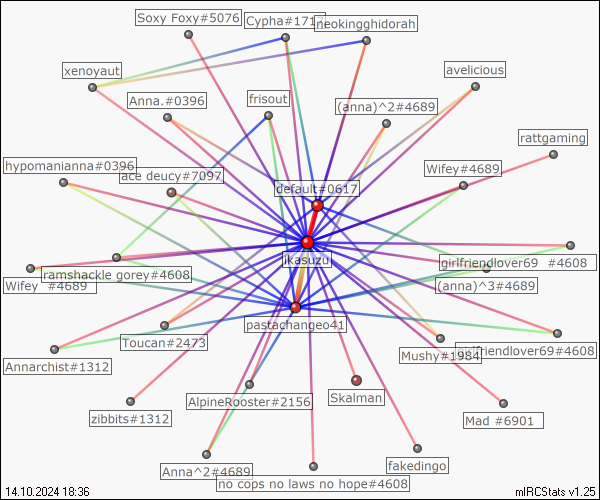 Soxy Foxy#5076
Cypha#171
neokingghidorah
xenoyaut
avelicious
Anna.#0396
frisout
(anna)^2#4689
rattgaming
hypomanianna#0396
ace deucy#7097
Wifey#4689
default#0617
ikasuzu
girlfriendlover69 #4608
Wifey #4689
ramshackle gorey#4608
(anna)^3#4689
pastachangeo41
Toucan#2473
Mushy#1984
girlfriendlover69#4608
Annarchist#1312
AlpineRooster#2156
Skalman
zibbits#1312
Mad #6901
Anna^2#4689
fakedingo
no cops no laws no hope#4608
14.10.2024 18:36
mIRCStats v1.25